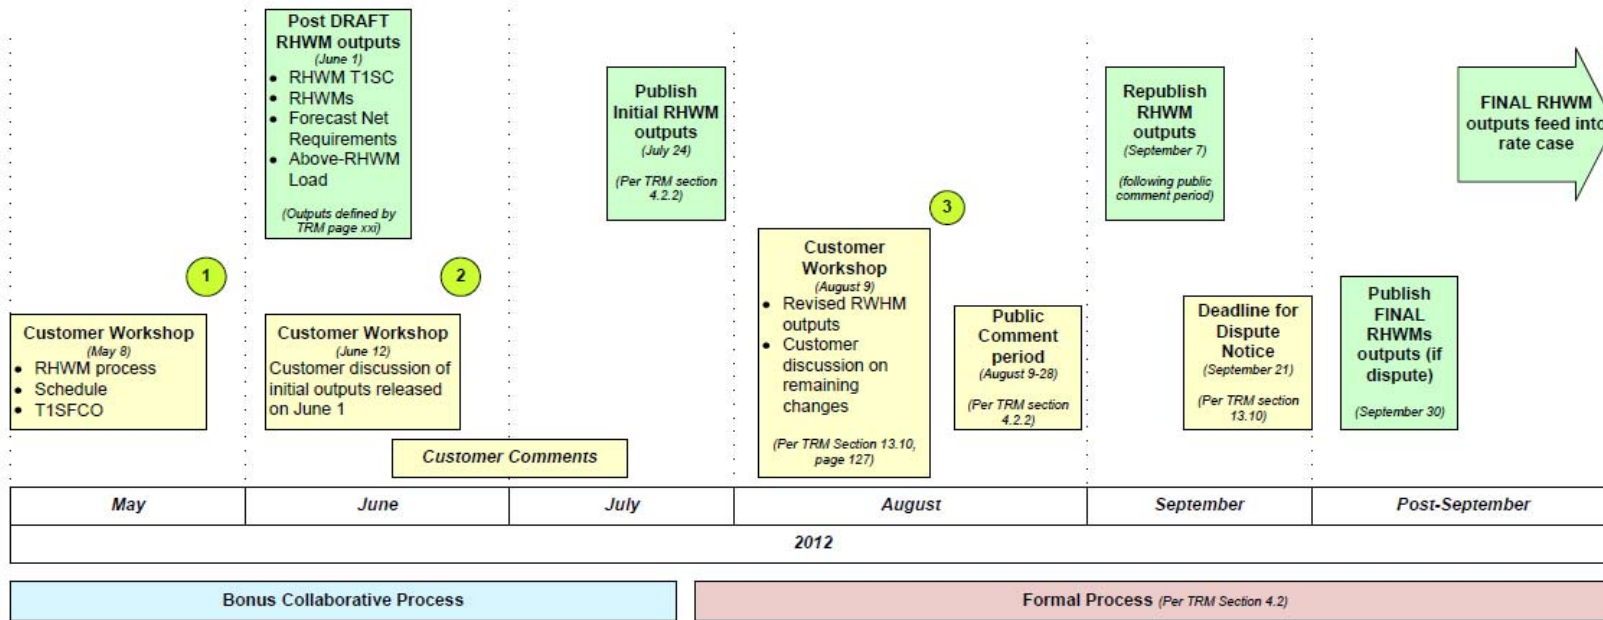 Post DRAFT
RHWM outputs
(June 1)
• RHWM T1SC
• RHWMs
• Forecast Net
Requirements
• Above-RHWM
Load
(Outputs defined by
TRM page xxi)
Publish
Initial RHWM
outputs
(July 24)
(Per TRM section
4.2.2)
Republish
RHWM
outputs
(September 7)
(following public
comment period)
FINAL RHWM
outputs feed into
rate case
1
2
3
Customer Workshop
(May 8)
• RHWM process
• Schedule
• T1SFCO
Customer Workshop
(June 12)
Customer discussion of
initial outputs released
on June 1
Customer Comments
Customer
Workshop
(August 9)
• Revised RWHM
outputs
• Customer
discussion on
remaining
changes
(Per TRM Section 13.10,
page 127)
Public
Comment
period
(August 9-28)
(Per TRM section
4.2.2)
Deadline for
Dispute
Notice
(September 21)
(Per TRM section
13.10)
Publish
FINAL
RHWMs
outputs (if
dispute)
(September 30)
May
June
July
August
September
Post-September
2012
Bonus Collaborative Process
Formal Process (Per TRM Section 4.2)